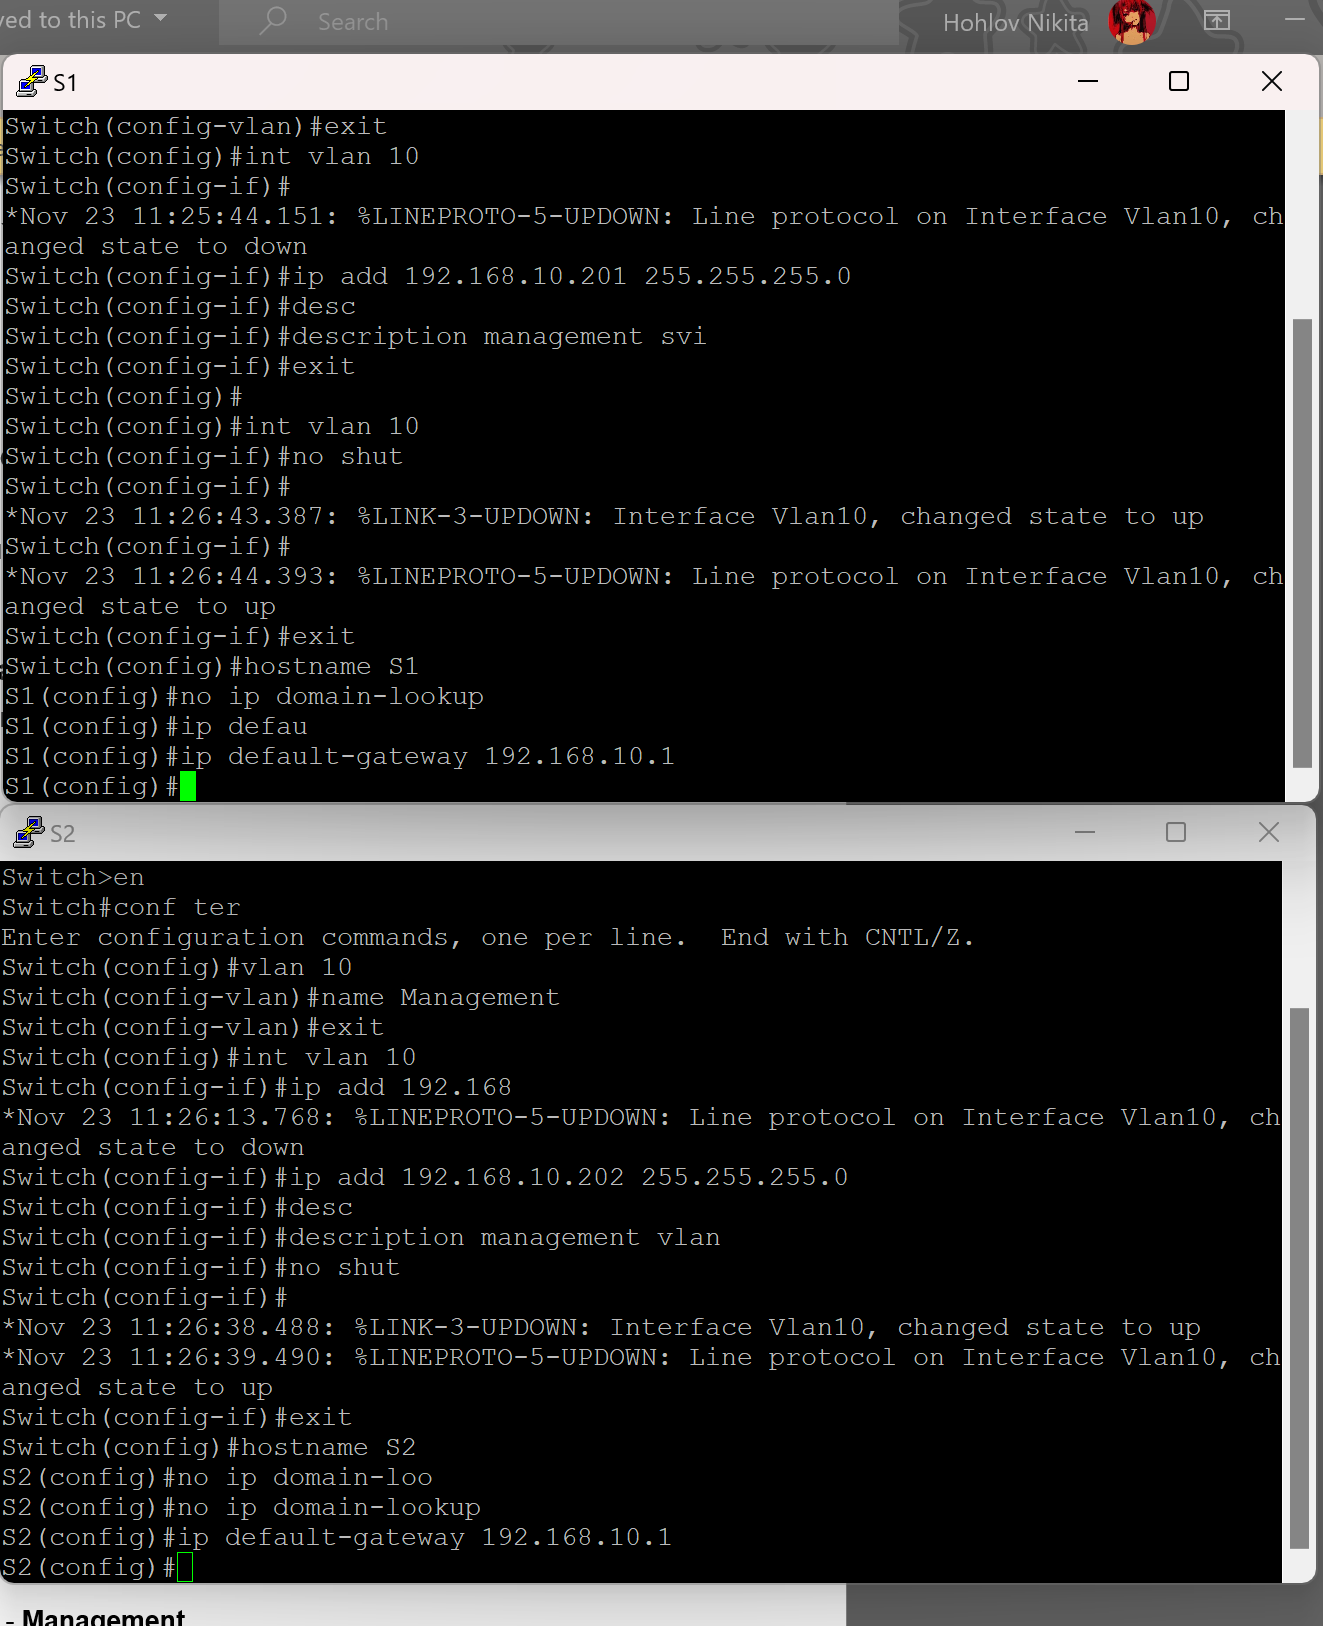 ved to this PC
Search
Hohlov Nikita
S1
Switch(config-vlan)#exit
Switch(config)#int vlan 10
Switch(config-if)#
*Nov 23 11:25:44.151: %LINEPROTO-5-UPDOWN: Line protocol on Interface Vlan10, ch
anged state to down
Switch(config-if)#ip add 192.168.10.201 255.255.255.0
Switch(config-if)#desc
Switch(config-if)#description management svi
Switch(config-if)#exit
Switch(config)#
Switch(config)#int vlan 10
Switch(config-if)#no shut
Switch(config-if)#
*Nov 23 11:26:43.387: %LINK-3-UPDOWN: Interface Vlan10, changed state to up
Switch(config-if)#
*Nov 23 11:26:44.393: %LINEPROTO-5-UPDOWN: Line protocol on Interface Vlan10, ch
anged state to up
Switch(config-if)#exit
Switch(config)#hostname S1
S1(config)#no ip domain-lookup
S1(config)#ip defau
S1(config)#ip default-gateway 192.168.10.1
S1(config)#
S2
Switch>en
Switch#conf ter
Enter configuration commands, one per line.  End with CNTL/Z.
Switch(config)#vlan 10
Switch(config-vlan)#name Management
Switch(config-vlan)#exit
Switch(config)#int vlan 10
Switch(config-if)#ip add 192.168
*Nov 23 11:26:13.768: %LINEPROTO-5-UPDOWN: Line protocol on Interface Vlan10, ch
anged state to down
Switch(config-if)#ip add 192.168.10.202 255.255.255.0
Switch(config-if)#desc
Switch(config-if)#description management vlan
Switch(config-if)#no shut
Switch(config-if)#
*Nov 23 11:26:38.488: %LINK-3-UPDOWN: Interface Vlan10, changed state to up
*Nov 23 11:26:39.490: %LINEPROTO-5-UPDOWN: Line protocol on Interface Vlan10, ch
anged state to up
Switch(config-if)#exit
Switch(config)#hostname S2
S2(config)#no ip domain-loo
S2(config)#no ip domain-lookup
S2(config)#ip default-gateway 192.168.10.1
S2(config)#
- Management